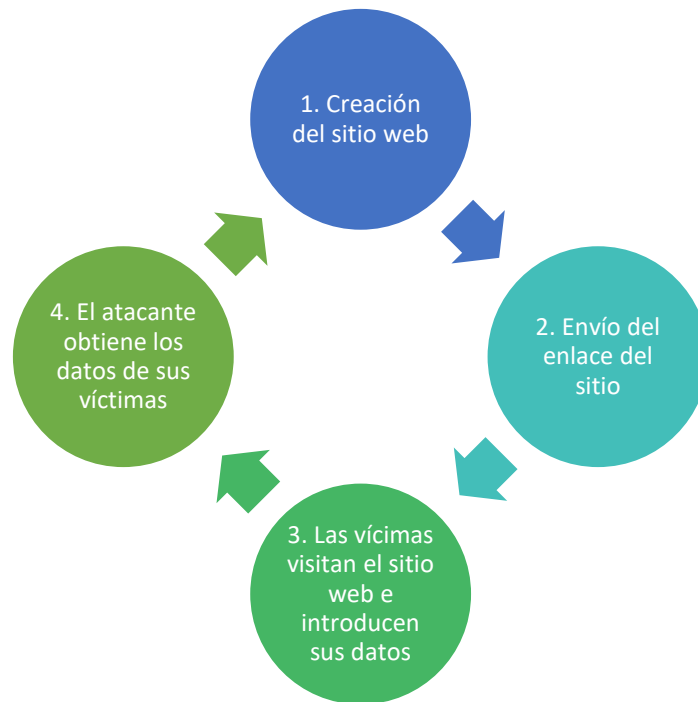 1. Creación
del sitio web
2. Envío del
enlace del
sitio
3. Las vícimas
visitan el sitio
web e
introducen
sus datos
4. El atacante
obtiene los
datos de sus
víctimas